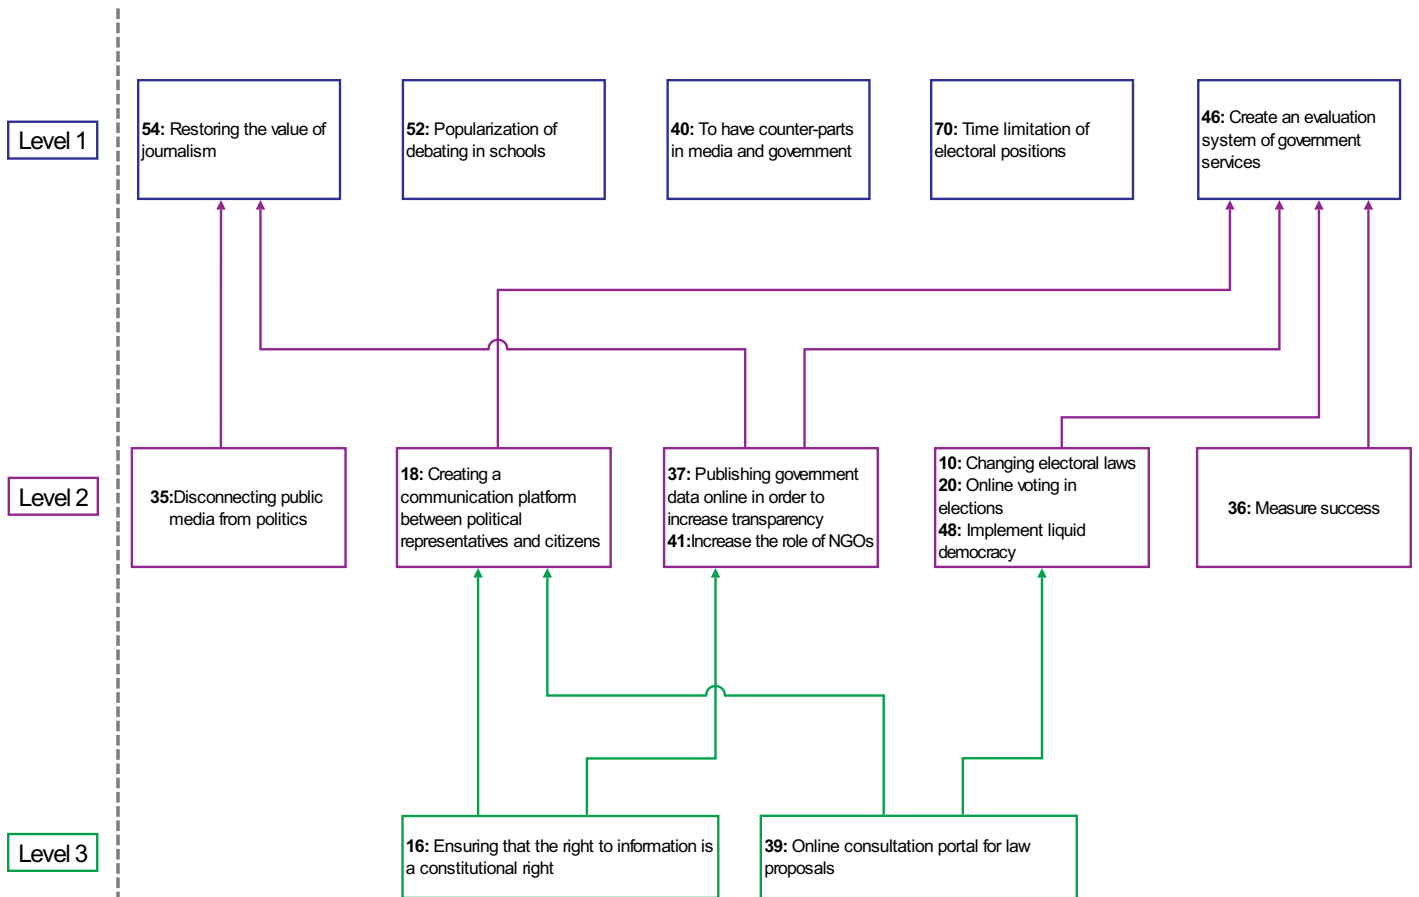 Level 1
54: Restoring the value of
journalism
52: Popularization of
debating in schools
40: To have counter-parts
in media and government
70: Time limitation of
electoral positions
46: Create an evaluation
system of government
services
Level 2
35:Disconnecting public
media from politics
18: Creating a
communication platform
between political
representatives and citizens
37: Publishing government
data online in order to
increase transparency
41:Increase the role of NGOs
10: Changing electoral laws
20: Online voting in
elections
48: Implement liquid
democracy
36: Measure success
Level 3
16: Ensuring that the right to information is
a constitutional right
39: Online consultation portal for law
proposals